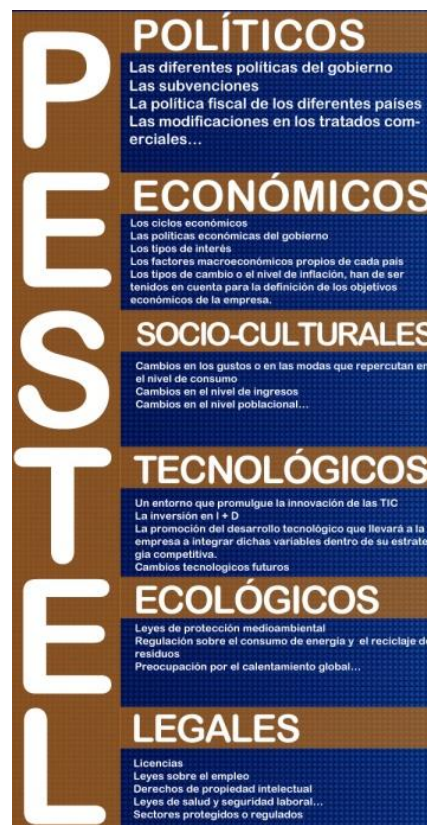 PESTEL
POLÍTICOS
Las diferentes políticas del gobierno
Las subvenciones
La política fiscal de los diferentes países
Las modificaciones en los tratados com-
erciales...
ECONÓMICOS
Los ciclos económicos
Las políticas económicas del gobierno
Los tipos de interés
Los factores macroeconómicos propios de cada país
Los tipos de cambio o el nivel de inflación, han de ser
tenidos en cuenta para la definición de los objetivos
económicos de la empresa.
SOCIO-CULTURALES
Cambios en los gustos o en las modas que repercutan en
el nivel de consumo
Cambios en el nivel de ingresos
Cambios en el nivel poblacional...
TECNOLÓGICOS
Un entorno que promulgue la innovación de las TIC
La inversión en I + D
La promoción del desarrollo tecnológico que llevará a la
empresa a integrar dichas variables dentro de su estrate
gia competitiva.
Cambios tecnologicos futuros
ECOLÓGICOS
Leyes de protección medioambiental
Regulación sobre el consumo de energía y el reciclaje de
residuos
Preocupación por el calentamiento global...
LEGALES
Licencias
Leyes sobre el empleo
Derechos de propiedad intelectual
Leyes de salud y seguridad laboral...
Sectores protegidos o regulados